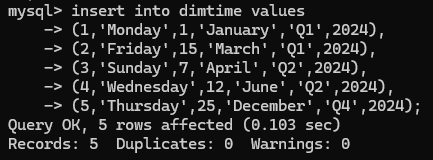 mysql> insert into dimtime values
    -> (1,'Monday',1,'January','Q1',2024),
    -> (2,'Friday',15,'March','Q1',2024),
    -> (3,'Sunday',7,'April','Q2',2024),
    -> (4,'Wednesday',12,'June','Q2',2024),
    -> (5,'Thursday',25,'December','Q4',2024);
Query OK, 5 rows affected (0.103 sec)
Records: 5  Duplicates: 0  Warnings: 0